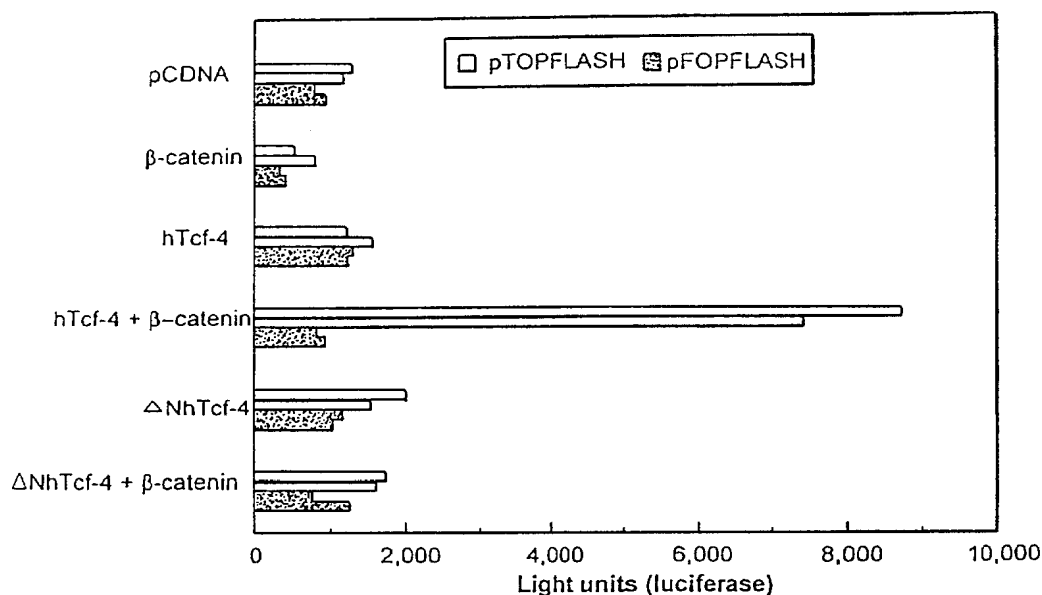 pTOPFLASH pFOPFLASH
pCDNA
β-catenin
hTcf-4
hTcf-4 + β-catenin
ΔNhTcf-4
ΔNhTcf-4 + β-catenin
0 2,000 4,000 6,000 8,000 10,000
Light units (luciferase)